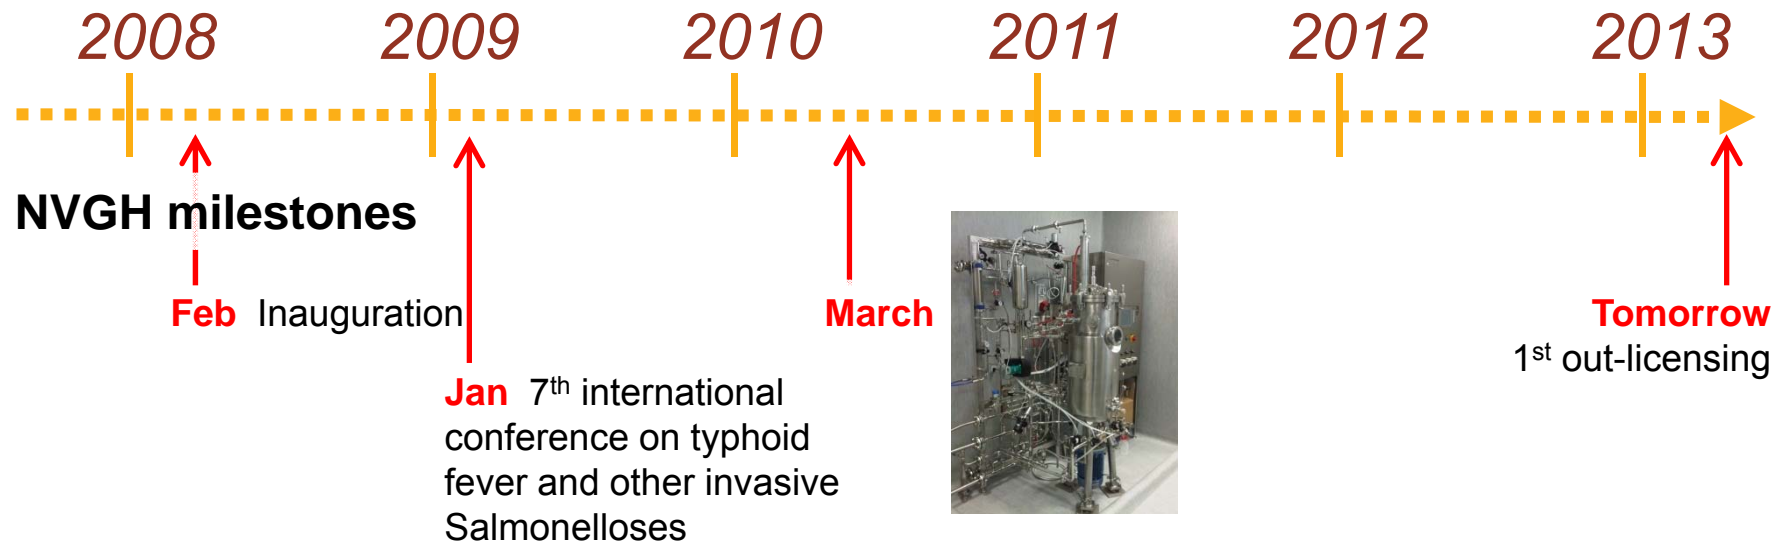 2008 2009 2010 2011 2012 2013
NVGH milestones
Feb Inauguration
March
Tomorrow
1st out-licensing
Jan 7th international
conference on typhoid
fever and other invasive
Salmonelloses